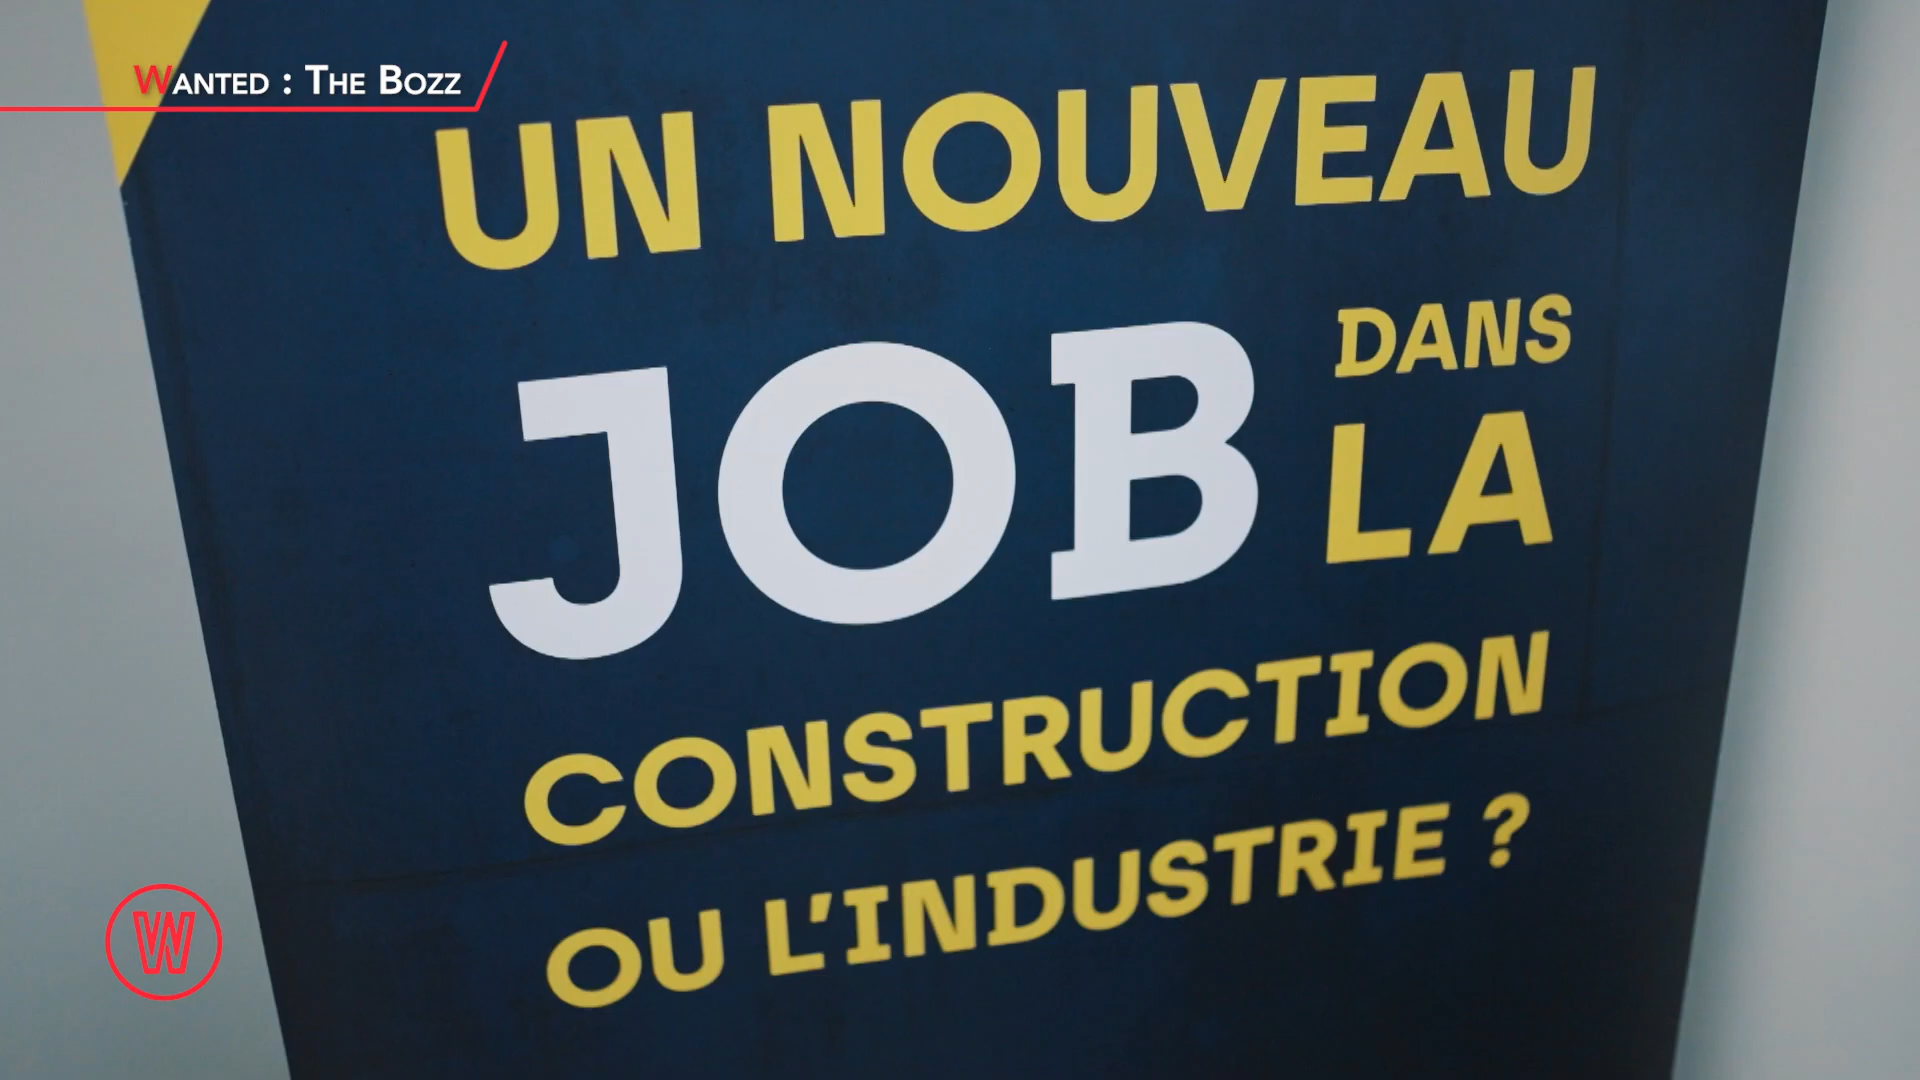 WANTED : THE BOZZ
UN NOUVEAU
JOB DANS
LA
CONSTRUCTION
OU L'INDUSTRIE ?
W